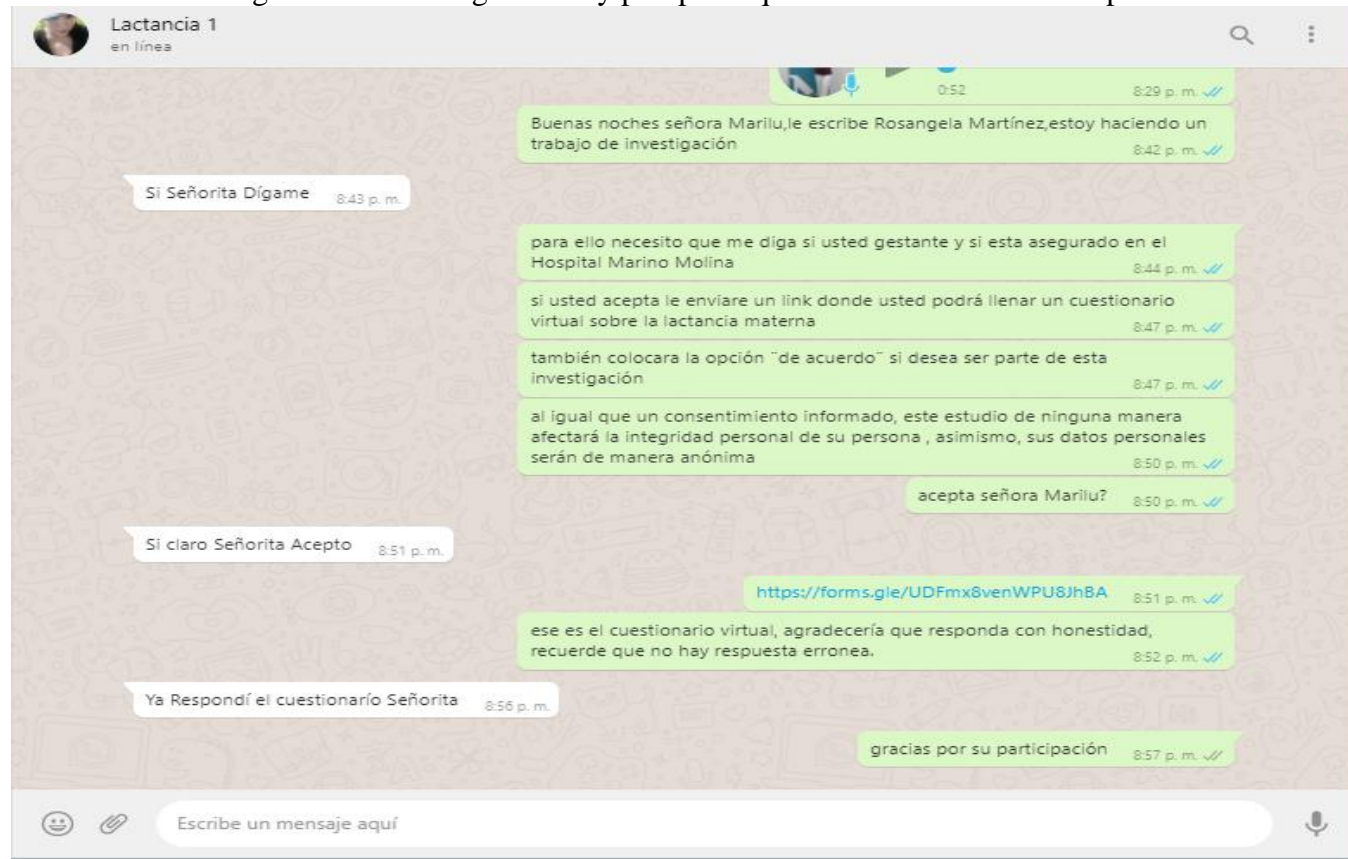 Lactancia 1
en línea
0:52
8:29 p. m.
Buenas noches señora Marilu,le escribe Rosangela Martínez,estoy haciendo un
trabajo de investigación
8:42 p. m.
Si Señorita Dígame 8:43 p. m.
para ello necesito que me diga si usted gestante y si esta asegurado en el
Hospital Marino Molina
8:44 p. m.
si usted acepta le enviare un link donde usted podrá llenar un cuestionario
virtual sobre la lactancia materna
8:47 p. m.
también colocara la opción ¨de acuerdo¨ si desea ser parte de esta
investigación
8:47 p. m.
al igual que un consentimiento informado, este estudio de ninguna manera
afectará la integridad personal de su persona , asimismo, sus datos personales
serán de manera anónima
8:50 p. m.
acepta señora Marilu? 8:50 p. m.
Si claro Señorita Acepto 8:51 p. m.
https://forms.gle/UDFmx8venWPU8JhBA 8:51 p. m.
ese es el cuestionario virtual, agradecería que responda con honestidad,
recuerde que no hay respuesta erronea.
8:52 p. m.
Ya Respondí el cuestionarío Señorita 8:56 p. m.
gracias por su participación 8:57 p. m.
Escribe un mensaje aquí